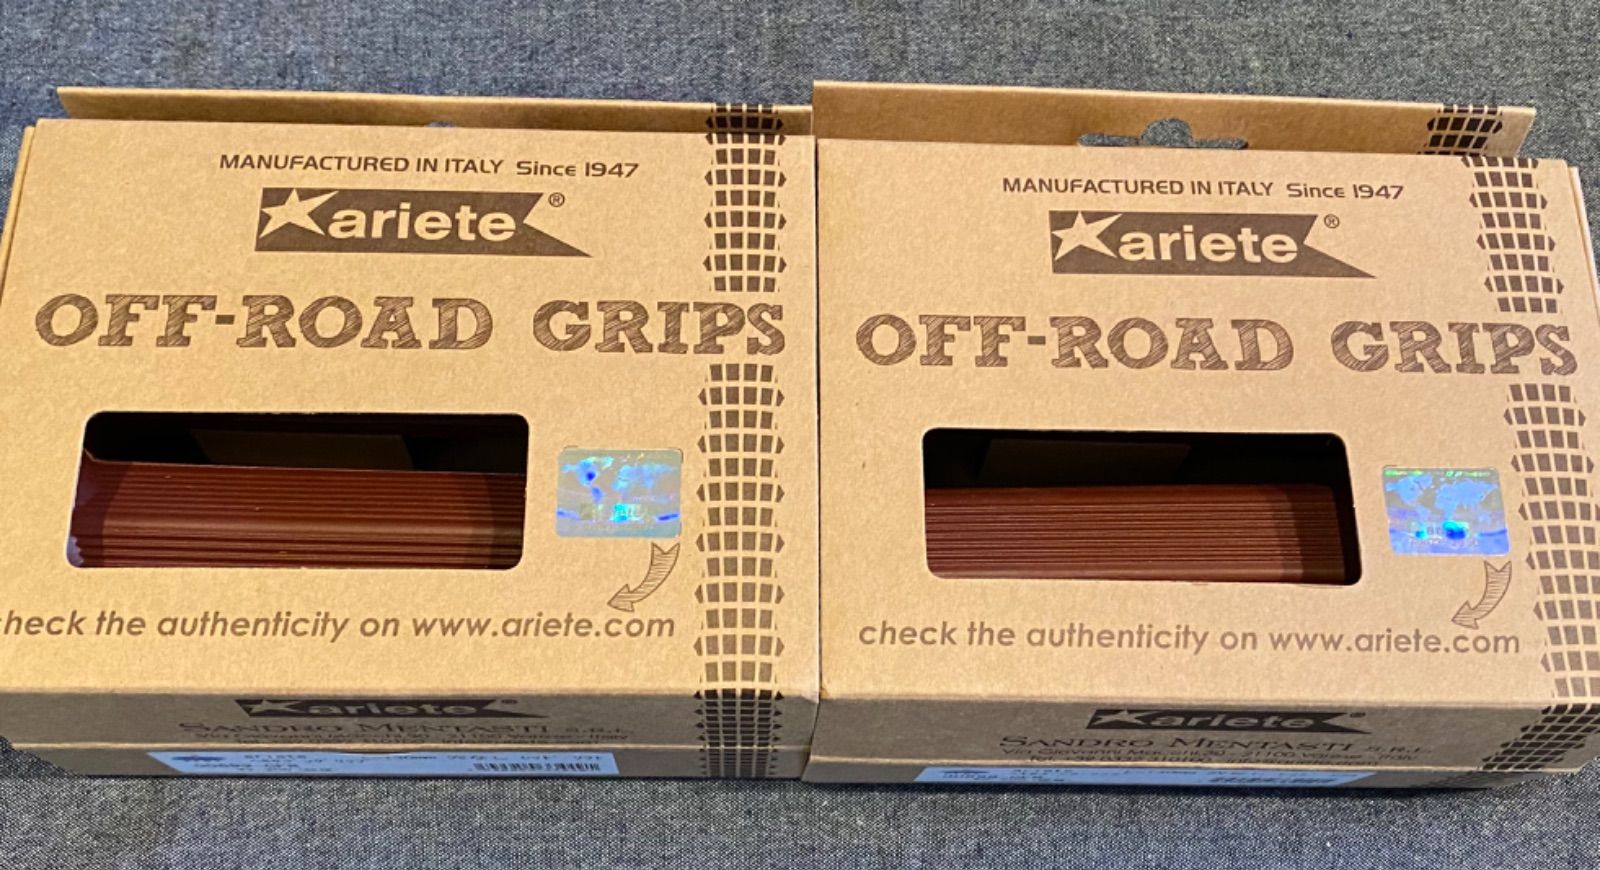 MANUFACTURED IN ITALY Since 1947
ariete®
OFF-ROAD GRIPS
check the authenticity on www.ariete.com
ariete
SANDRO MENTASTI S.R.L.
MANUFACTURED IN ITALY Since 1947
ariete®
OFF-ROAD GRIPS
check the authenticity on www.ariete.com
ariete
SANDRO MENTASTI S.R.L.